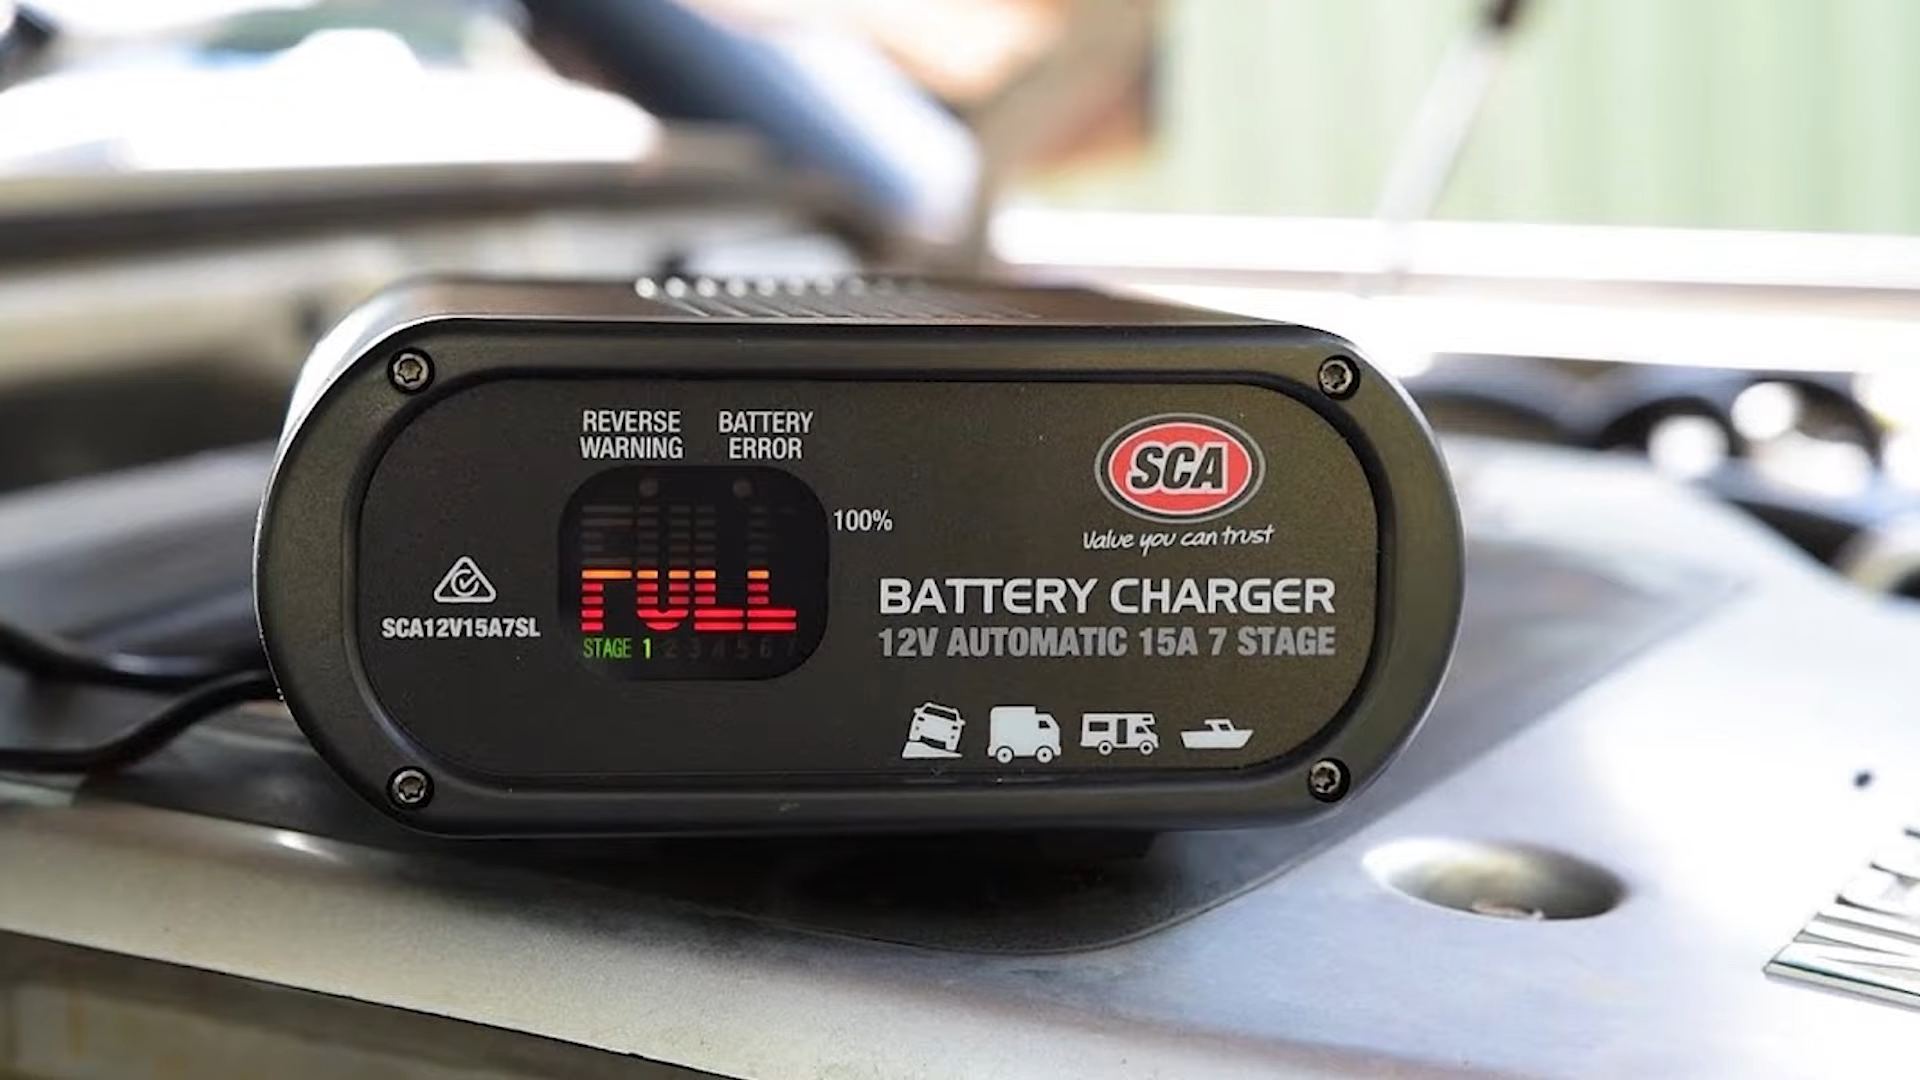 REVERSE WARNING
BATTERY ERROR
100%
FULL
STAGE 1 2 3 4 5 6 7
SCA12V15A7SL
SCA
Value you can trust
BATTERY CHARGER
12V AUTOMATIC 15A 7 STAGE